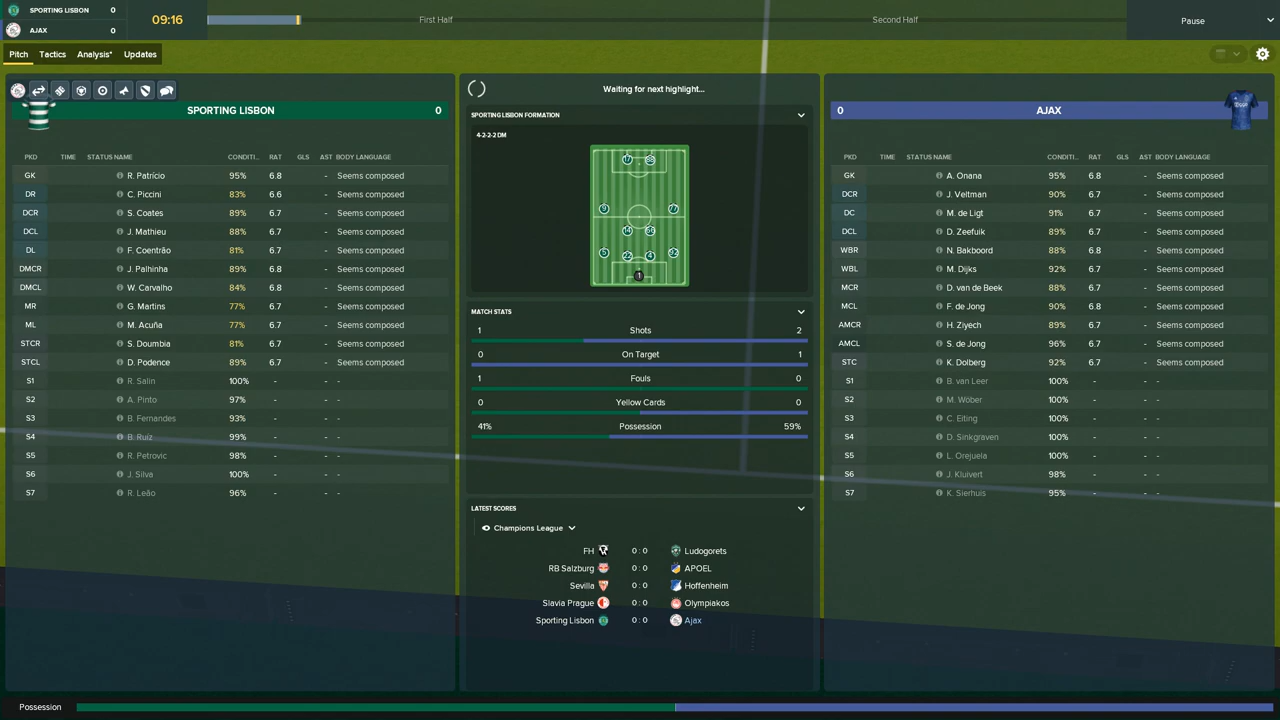 SPORTING LISBON 0
AJAX 0
09:16
First Half
Second Half
Pause
Pitch Tactics Analysis* Updates
SPORTING LISBON 0
PKD TIME STATUS NAME CONDITI... RAT GLS AST BODY LANGUAGE
GK R. Patrício 95% 6.8 - Seems composed
DR C. Piccini 83% 6.6 - Seems composed
DCR S. Coates 89% 6.7 - Seems composed
DCL J. Mathieu 88% 6.7 - Seems composed
DL F. Coentrão 81% 6.7 - Seems composed
DMCR J. Palhinha 89% 6.8 - Seems composed
DMCL W. Carvalho 84% 6.8 - Seems composed
MR G. Martins 77% 6.7 - Seems composed
ML M. Acuña 77% 6.7 - Seems composed
STCR S. Doumbia 81% 6.7 - Seems composed
STCL D. Podence 89% 6.7 - Seems composed
S1 R. Salin 100% - - -
S2 A. Pinto 97% - - -
S3 B. Fernandes 93% - - -
S4 B. Ruiz 99% - - -
S5 R. Petrovic 98% - - -
S6 J. Silva 100% - - -
S7 R. Leão 96% - - -
Waiting for next highlight...
SPORTING LISBON FORMATION
4-2-2-2 DM
17 88
9 77
14 66
5 22 4 92
1
MATCH STATS
1 Shots 2
0 On Target 1
1 Fouls 0
0 Yellow Cards 0
41% Possession 59%
LATEST SCORES
Champions League
FH 0 : 0 Ludogorets
RB Salzburg 0 : 0 APOEL
Sevilla 0 : 0 Hoffenheim
Slavia Prague 0 : 0 Olympiakos
Sporting Lisbon 0 : 0 Ajax
0 AJAX
PKD TIME STATUS NAME CONDITI... RAT GLS AST BODY LANGUAGE
GK A. Onana 95% 6.8 - Seems composed
DCR J. Veltman 90% 6.7 - Seems composed
DC M. de Ligt 91% 6.7 - Seems composed
DCL D. Zeefuik 89% 6.7 - Seems composed
WBR N. Bakboord 88% 6.8 - Seems composed
WBL M. Dijks 92% 6.7 - Seems composed
MCR D. van de Beek 88% 6.7 - Seems composed
MCL F. de Jong 90% 6.8 - Seems composed
AMCR H. Ziyech 89% 6.7 - Seems composed
AMCL S. de Jong 96% 6.7 - Seems composed
STC K. Dolberg 92% 6.7 - Seems composed
S1 B. van Leer 100% - - -
S2 M. Wöber 100% - - -
S3 C. Eiting 100% - - -
S4 D. Sinkgraven 100% - - -
S5 L. Orejuela 100% - - -
S6 J. Kluivert 98% - - -
S7 K. Sierhuis 95% - - -
Possession